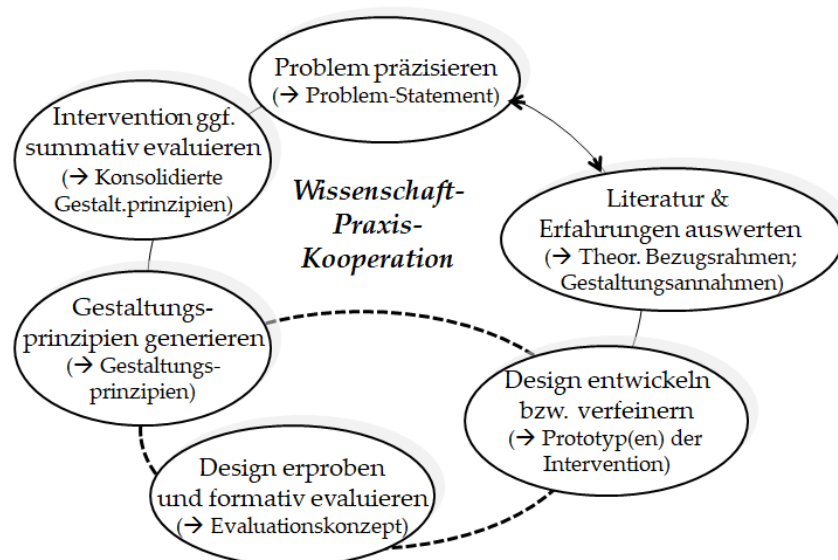 Problem präzisieren
(→ Problem-Statement)
Literatur &
Erfahrungen auswerten
(→ Theor. Bezugsrahmen;
Gestaltungsannahmen)
Design entwickeln
bzw. verfeinern
(→ Prototyp(en) der
Intervention)
Design erproben
und formativ evaluieren
(→ Evaluationskonzept)
Gestaltungs-
prinzipien generieren
(→ Gestaltungs-
prinzipien)
Intervention ggf.
summativ evaluieren
(→ Konsolidierte
Gestalt.prinzipien)
Wissenschaft-
Praxis-
Kooperation